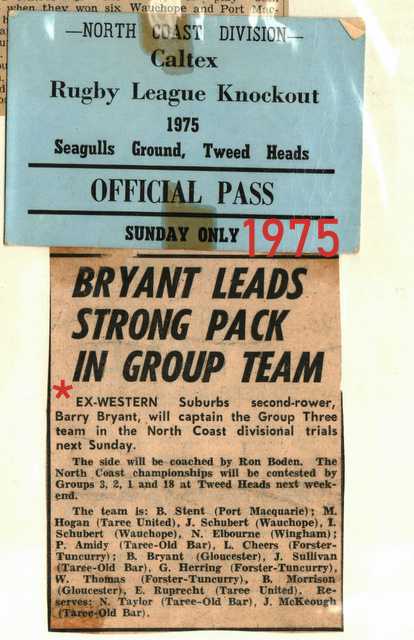 when they won six Wauchope and Port Mac-
—NORTH COAST DIVISION—
Caltex
Rugby League Knockout
1975
Seagulls Ground, Tweed Heads
OFFICIAL PASS
SUNDAY ONLY 1975
BRYANT LEADS
STRONG PACK
IN GROUP TEAM
* EX-WESTERN Suburbs second-rower,
Barry Bryant, will captain the Group Three
team in the North Coast divisional trials
next Sunday.
The side will be coached by Ron Boden. The
North Coast championships will be contested by
Groups 3, 2, 1 and 18 at Tweed Heads next week-
end.
The team is: B. Stent (Port Macquarie); M.
Hogan (Taree United), J. Schubert (Wauchope), I.
Schubert (Wauchope), N. Elbourne (Wingham);
P. Amidy (Taree-Old Bar), L. Cheers (Forster-
Tuncurry); B. Bryant (Gloucester), J. Sullivan
(Taree-Old Bar), G. Herring (Forster-Tuncurry),
W. Thomas (Forster-Tuncurry), B. Morrison
(Gloucester), E. Ruprecht (Taree United). Re-
serves: N. Taylor (Taree-Old Bar), J. McKeough
(Taree-Old Bar).